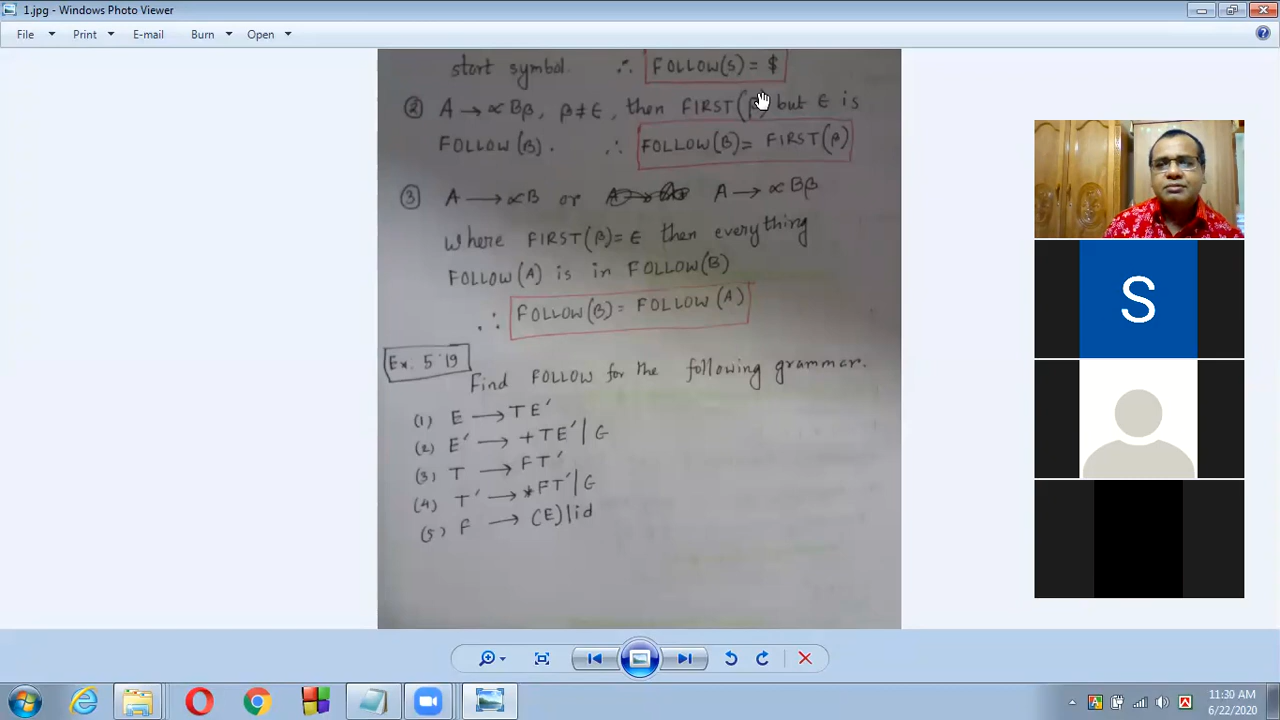 1.jpg - Windows Photo Viewer
File Print E-mail Burn Open
start symbol. ∴ FOLLOW(S) = $
② A → αBβ, β ≠ ε, then FIRST(β) but ε is
FOLLOW(B). ∴ FOLLOW(B) = FIRST(β)
③ A → αB or A → αBβ
Where FIRST(β) = ε then everything
FOLLOW(A) is in FOLLOW(B)
∴ FOLLOW(B) = FOLLOW(A)
Ex. 5.19
Find FOLLOW for the following grammar.
(1) E → TE′
(2) E′ → +TE′|ε
(3) T → FT′
(4) T′ → *FT′|ε
(5) F → (E)|id
S
11:30 AM
6/22/2020